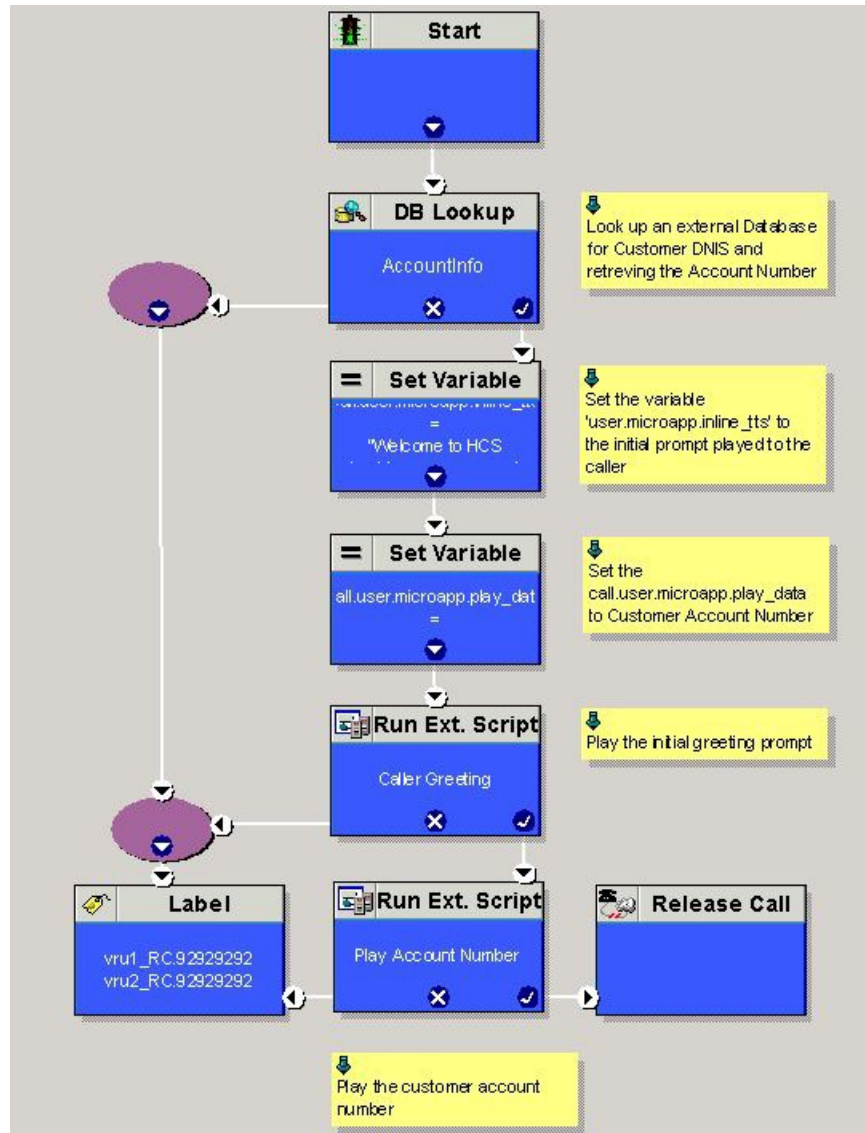 Start
DB Lookup
AccountInfo
Look up an external Database
for Customer DNIS and
retreving the Account Number
Set Variable
=
"Welcome to HCS
Set the variable
'user.microapp.inline_tts' to
the initial prompt played to the
caller
Set Variable
all.user.microapp.play_dat
=
Set the
call.user.microapp.play_data
to Customer Account Number
Run Ext. Script
Caller Greeting
Play the initial greeting prompt
Label
vru1_RC.92929292
vru2_RC.92929292
Run Ext. Script
Play Account Number
Release Call
Play the customer account
number